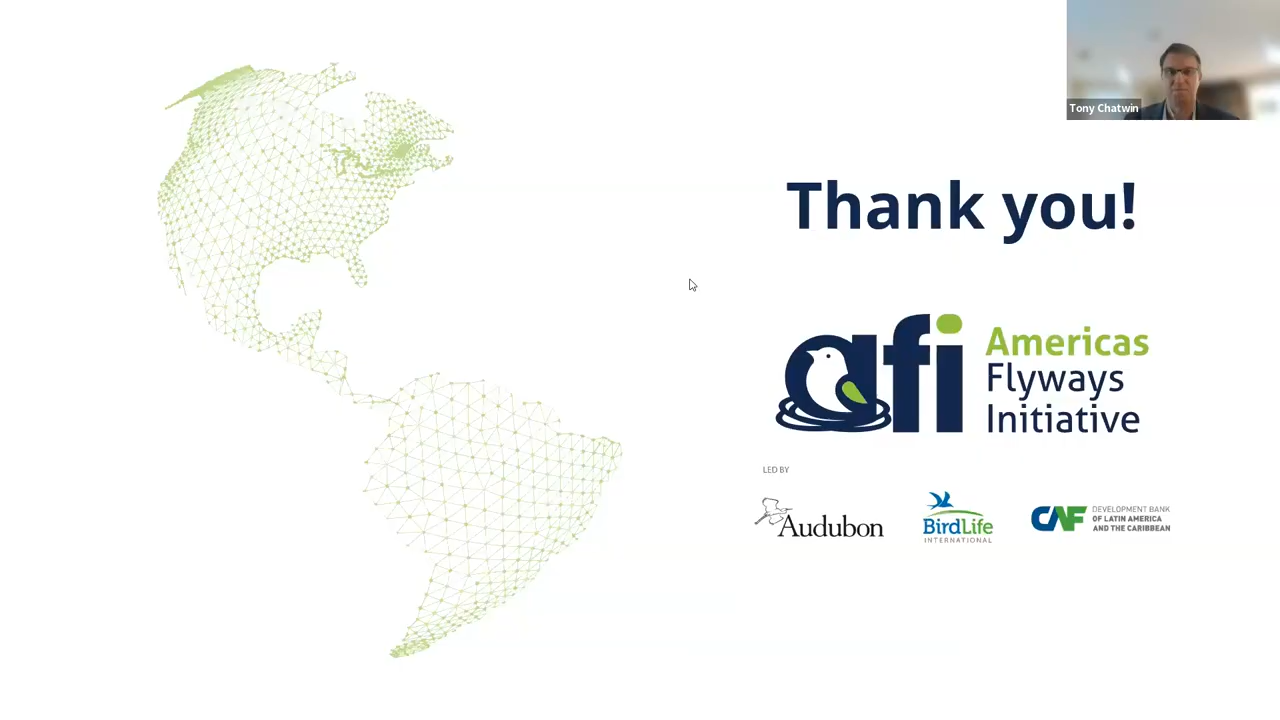 Tony Chatwin
Thank you!
afi
Americas
Flyways
Initiative
LED BY
Audubon
BirdLife
INTERNATIONAL
CAF
DEVELOPMENT BANK
OF LATIN AMERICA
AND THE CARIBBEAN